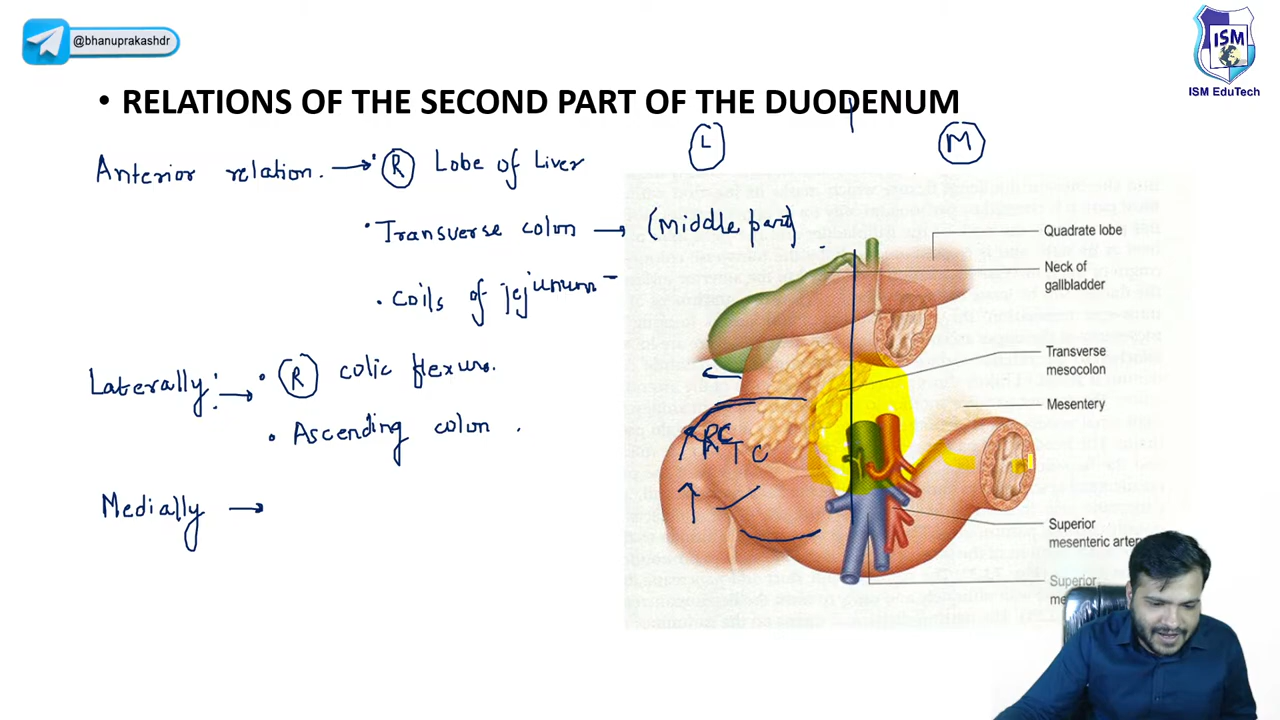 @bhanuprakashdr
ISM
ISM EduTech
• RELATIONS OF THE SECOND PART OF THE DUODENUM
L
M
Anterior relation. → • R Lobe of Liver
• Transverse colon → (Middle part)
• coils of jejunum
Laterally: → • R colic flexure.
• Ascending colon .
Medially →
Quadrate lobe
Neck of
gallbladder
Transverse
mesocolon
Mesentery
Superior
mesenteric arter
Superior
TC